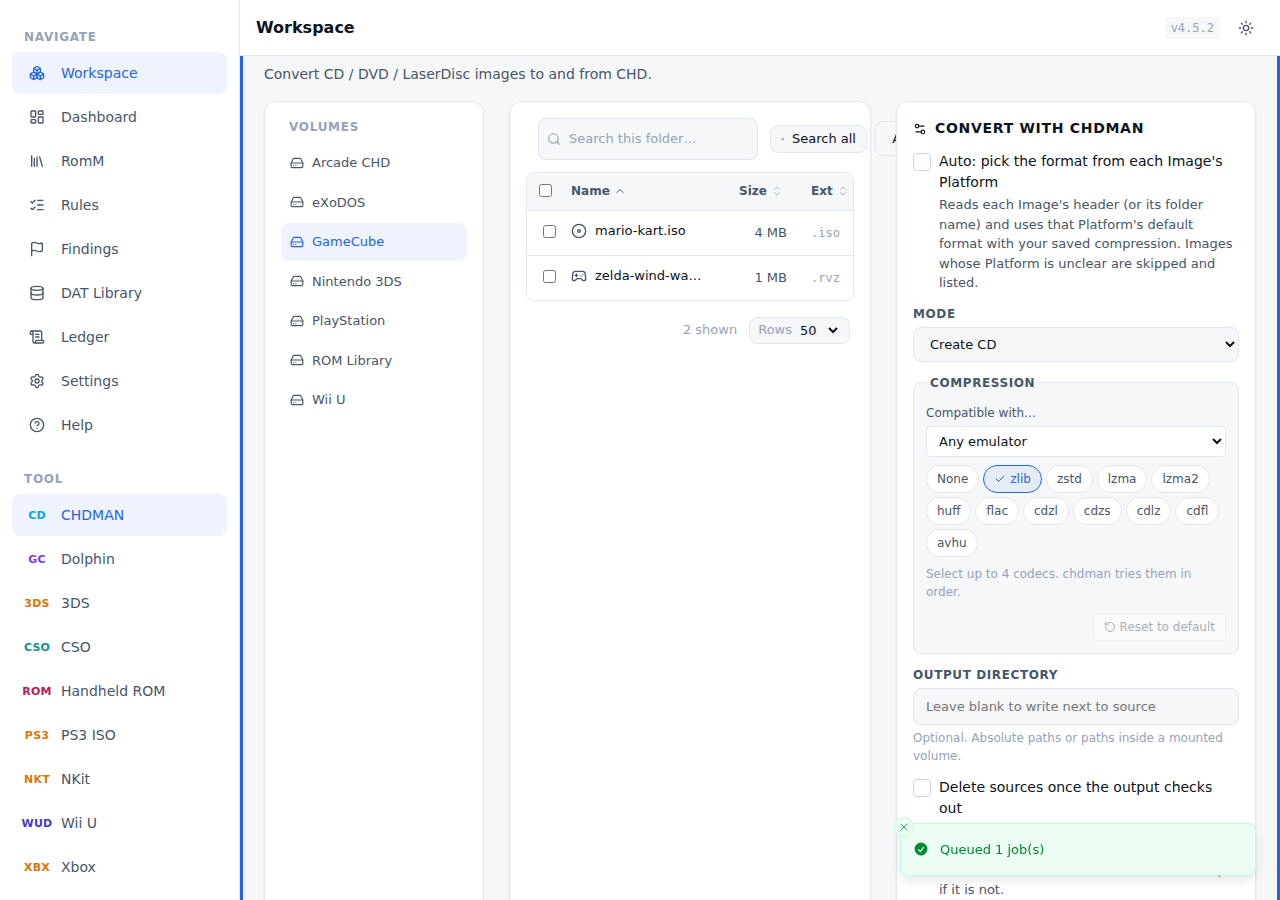 NAVIGATE
Workspace
Dashboard
RomM
Rules
Findings
DAT Library
Ledger
Settings
Help
TOOL
CD CHDMAN
GC Dolphin
3DS 3DS
CSO CSO
ROM Handheld ROM
PS3 PS3 ISO
NKT NKit
WUD Wii U
XBX Xbox
Workspace
v4.5.2
Convert CD / DVD / LaserDisc images to and from CHD.
VOLUMES
Arcade CHD
eXoDOS
GameCube
Nintendo 3DS
PlayStation
ROM Library
Wii U
Search this folder…
Search all
Name Size Ext
mario-kart.iso 4 MB .iso
zelda-wind-wa… 1 MB .rvz
2 shown Rows 50
CONVERT WITH CHDMAN
Auto: pick the format from each Image's
Platform
Reads each Image's header (or its folder
name) and uses that Platform's default
format with your saved compression. Images
whose Platform is unclear are skipped and
listed.
MODE
Create CD
COMPRESSION
Compatible with…
Any emulator
None zlib zstd lzma lzma2
huff flac cdzl cdzs cdlz cdfl
avhu
Select up to 4 codecs. chdman tries them in
order.
Reset to default
OUTPUT DIRECTORY
Leave blank to write next to source
Optional. Absolute paths or paths inside a mounted
volume.
Delete sources once the output checks
out
Queued 1 job(s)
if it is not.